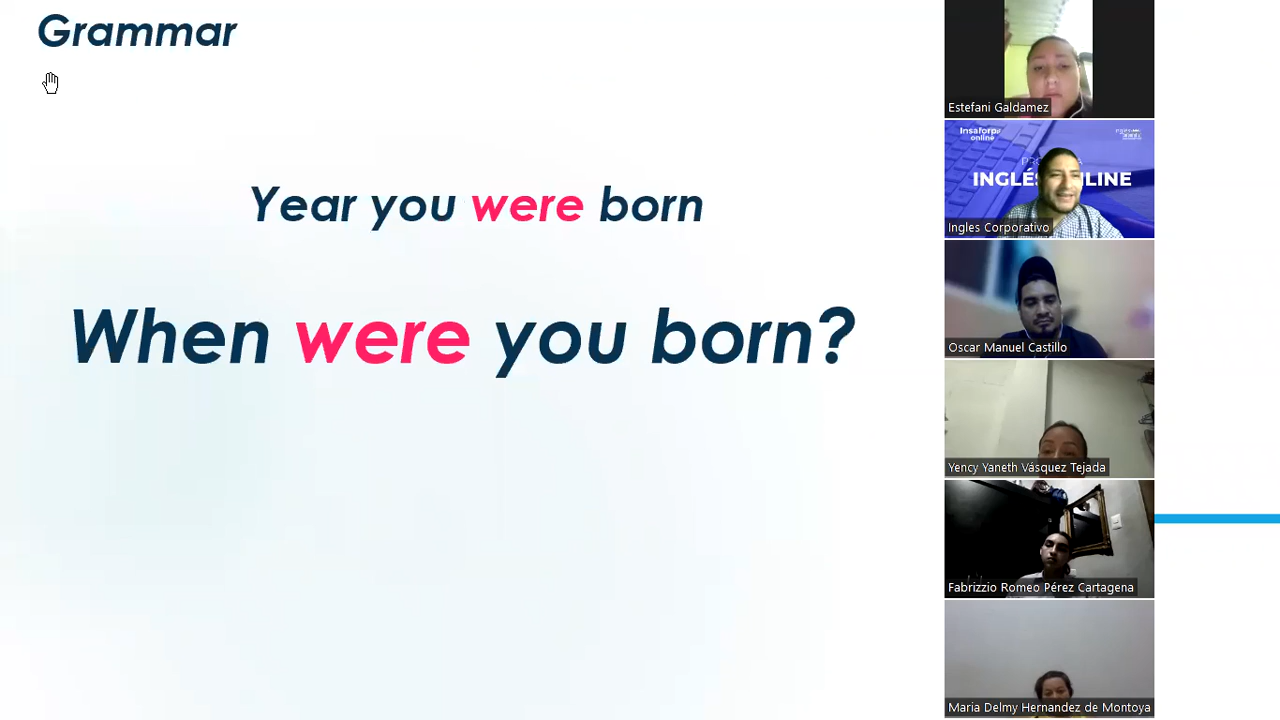 Grammar
Year you were born
When were you born?
Estefani Galdamez
Insaforp
online
INGLÉS ONLINE
Ingles Corporativo
Oscar Manuel Castillo
Yency Yaneth Vásquez Tejada
Fabrizzio Romeo Pérez Cartagena
Maria Delmy Hernandez de Montoya